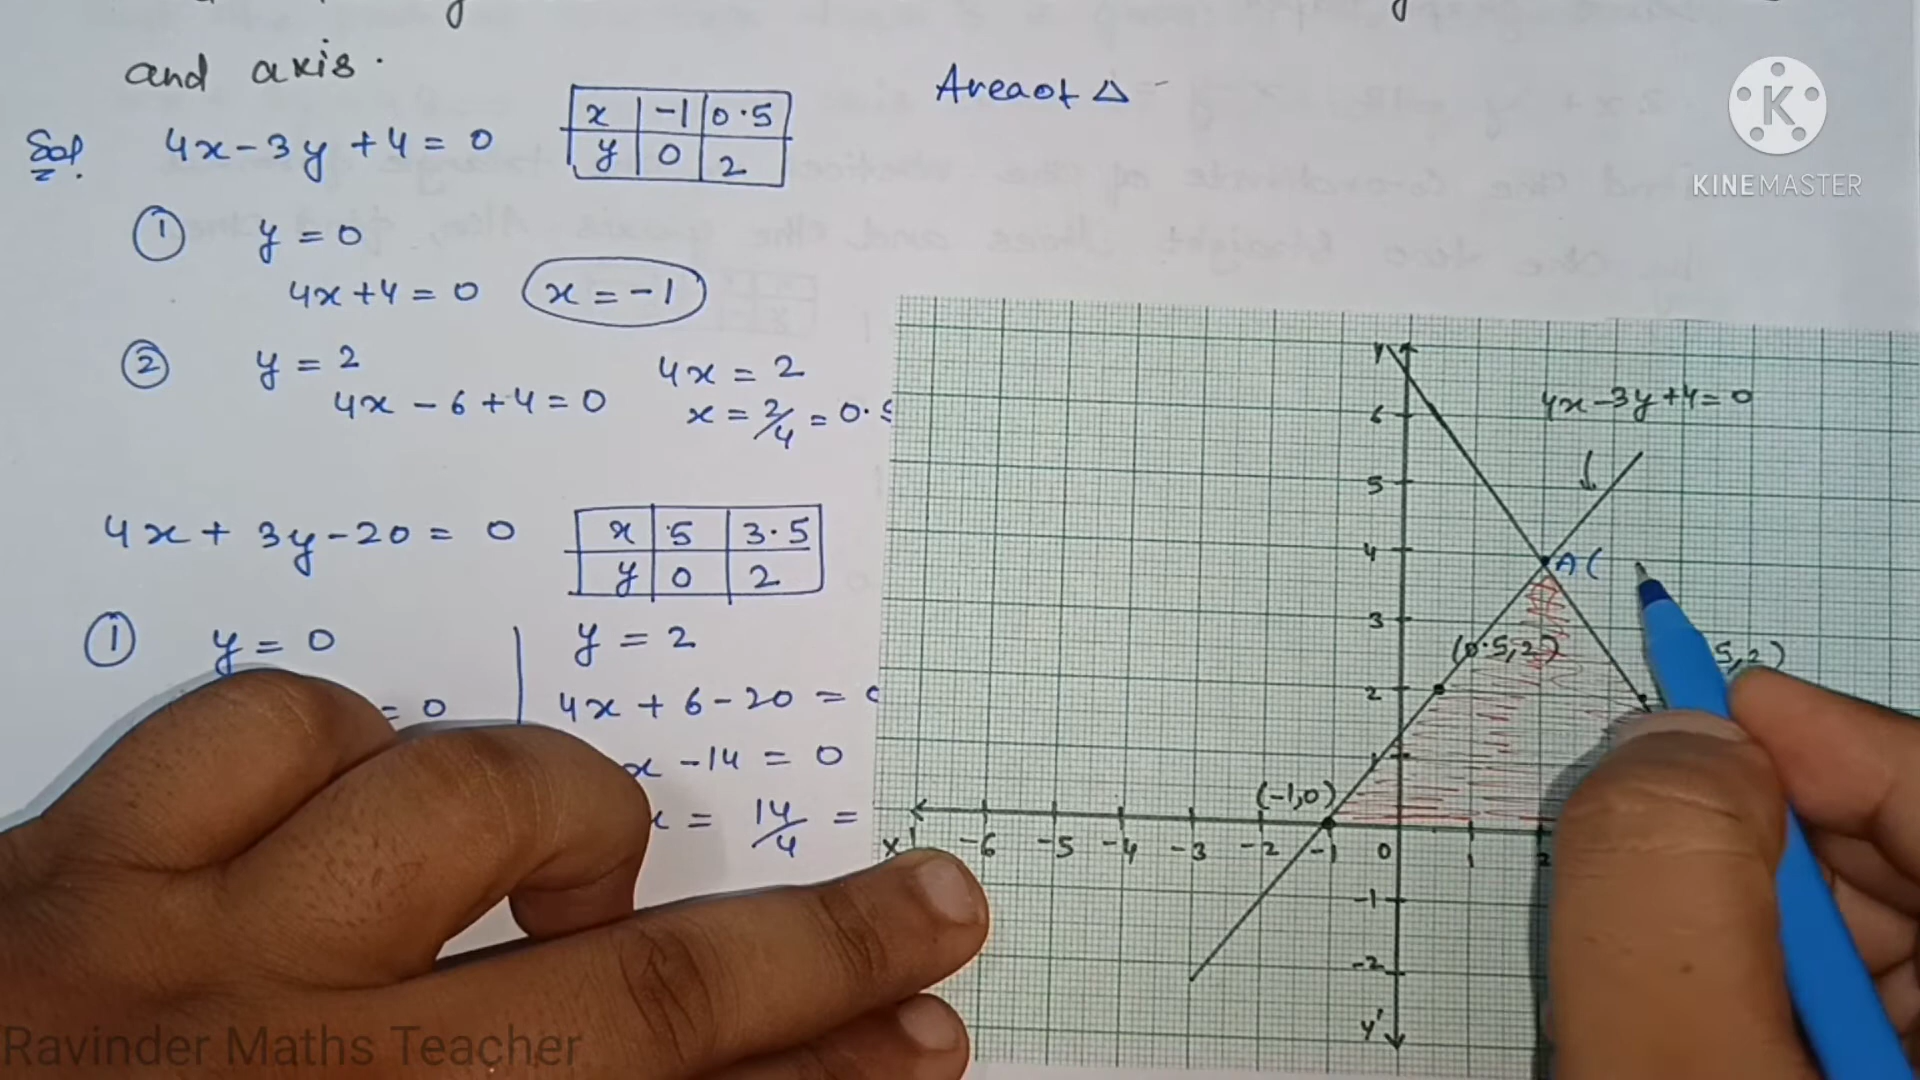 and axis.
Sol. 4x-3y+4=0
x -1 0.5
y 0 2
① y=0
4x+4=0 x=-1
② y=2
4x-6+4=0
4x=2
x=2/4=0.
4x+3y-20=0
x 5 3.5
y 0 2
① y=0
=0
y=2
4x+6-20=
x-14=0
x=14/4=
Area of Δ -
KINEMASTER
Y
4x-3y+4=0
6
5
4 A(
3
(0.5,2) 5,2)
2
1
(-1,0)
X' -6 -5 -4 -3 -2 -1 0 1 2
-1
-2
Y'
Ravinder Maths Teacher